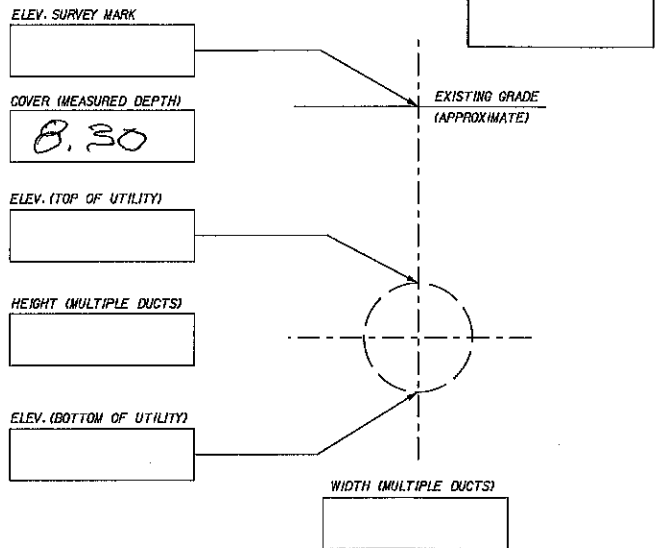 ELEV. SURVEY MARK
COVER (MEASURED DEPTH)
8.30
EXISTING GRADE
(APPROXIMATE)
ELEV. (TOP OF UTILITY)
HEIGHT (MULTIPLE DUCTS)
ELEV. (BOTTOM OF UTILITY)
WIDTH (MULTIPLE DUCTS)